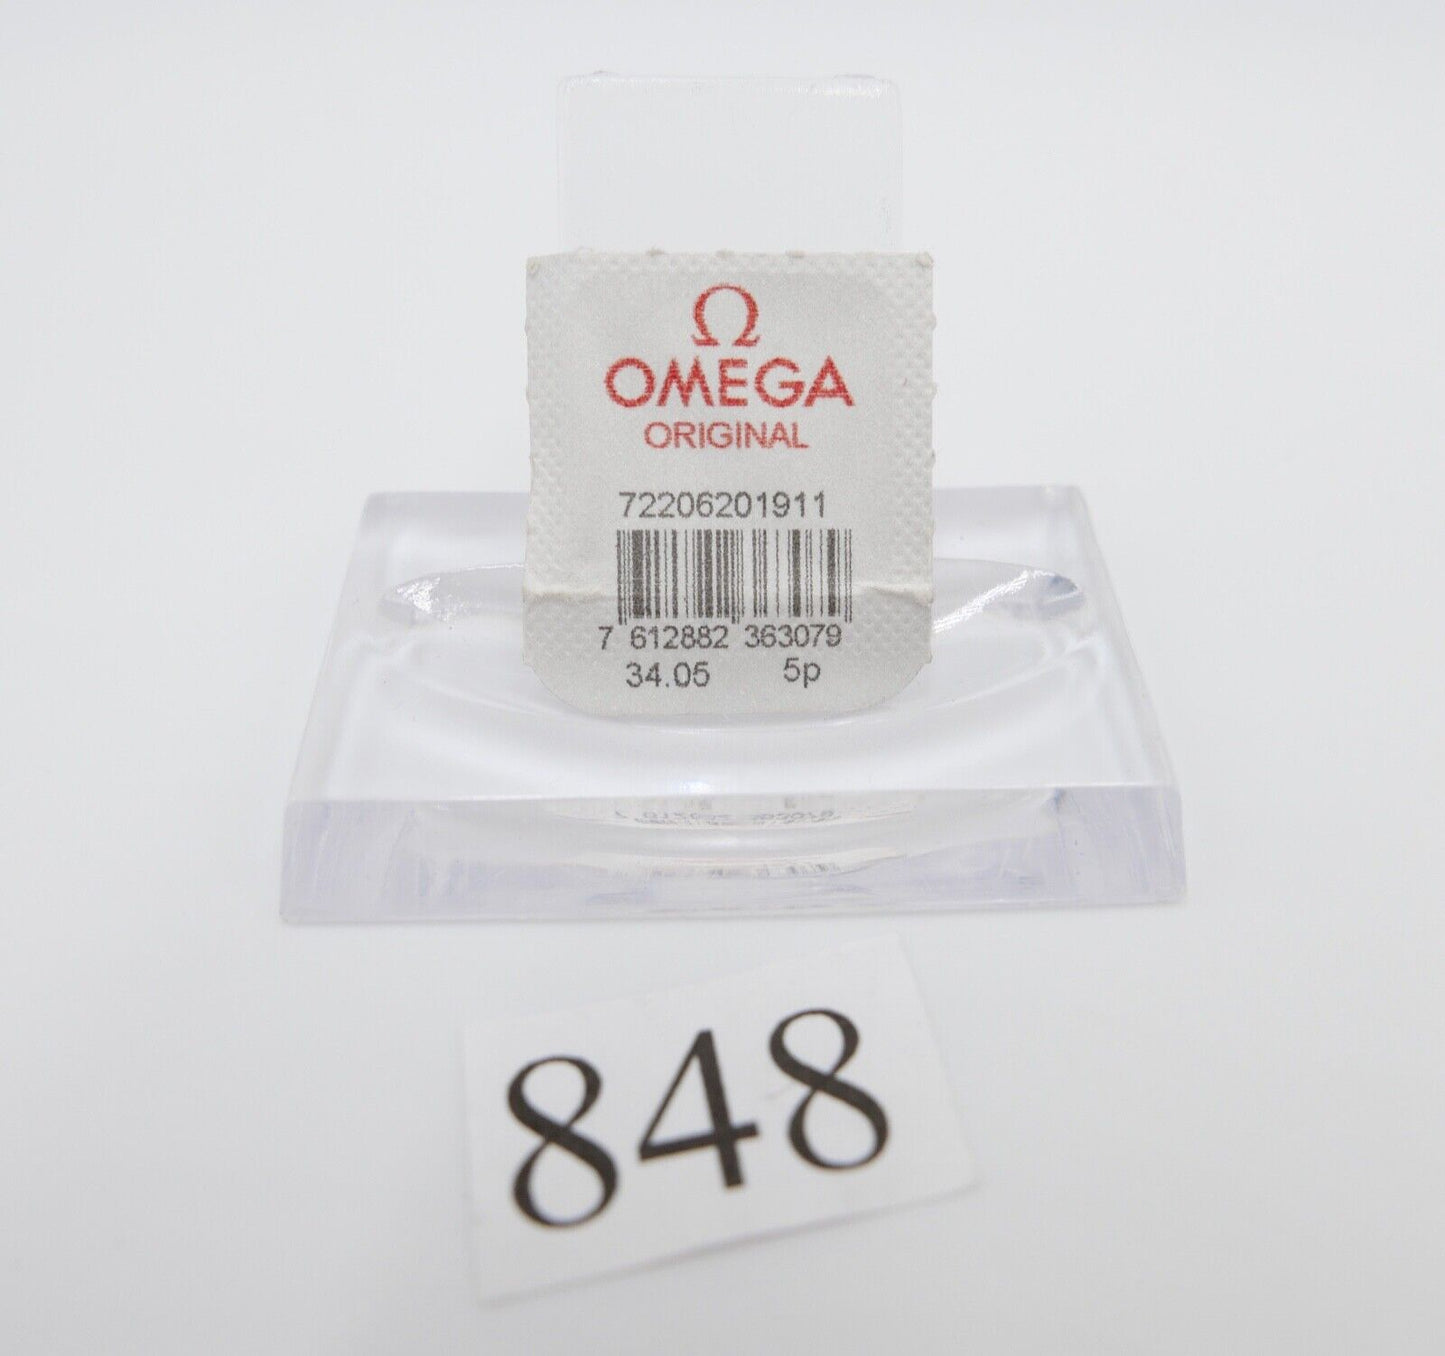 Ω
OMEGA
ORIGINAL
72206201911
7 612882 363079
34.05 5p
848